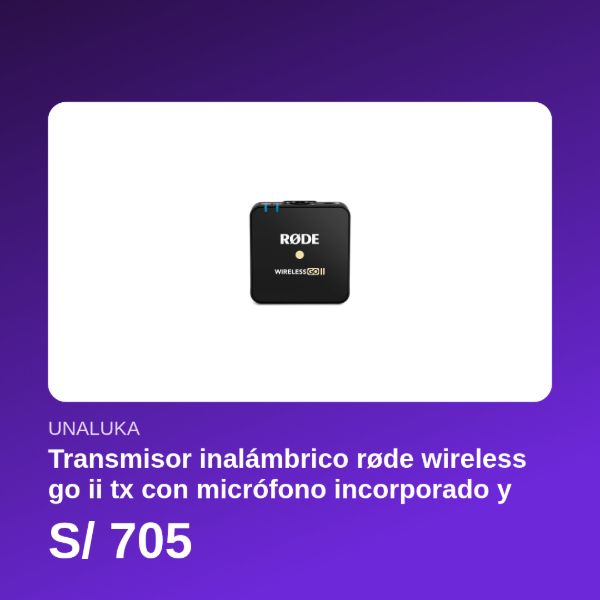 RØDE
WIRELESS GO II
UNALUKA
Transmisor inalámbrico røde wireless
go ii tx con micrófono incorporado y
S/ 705